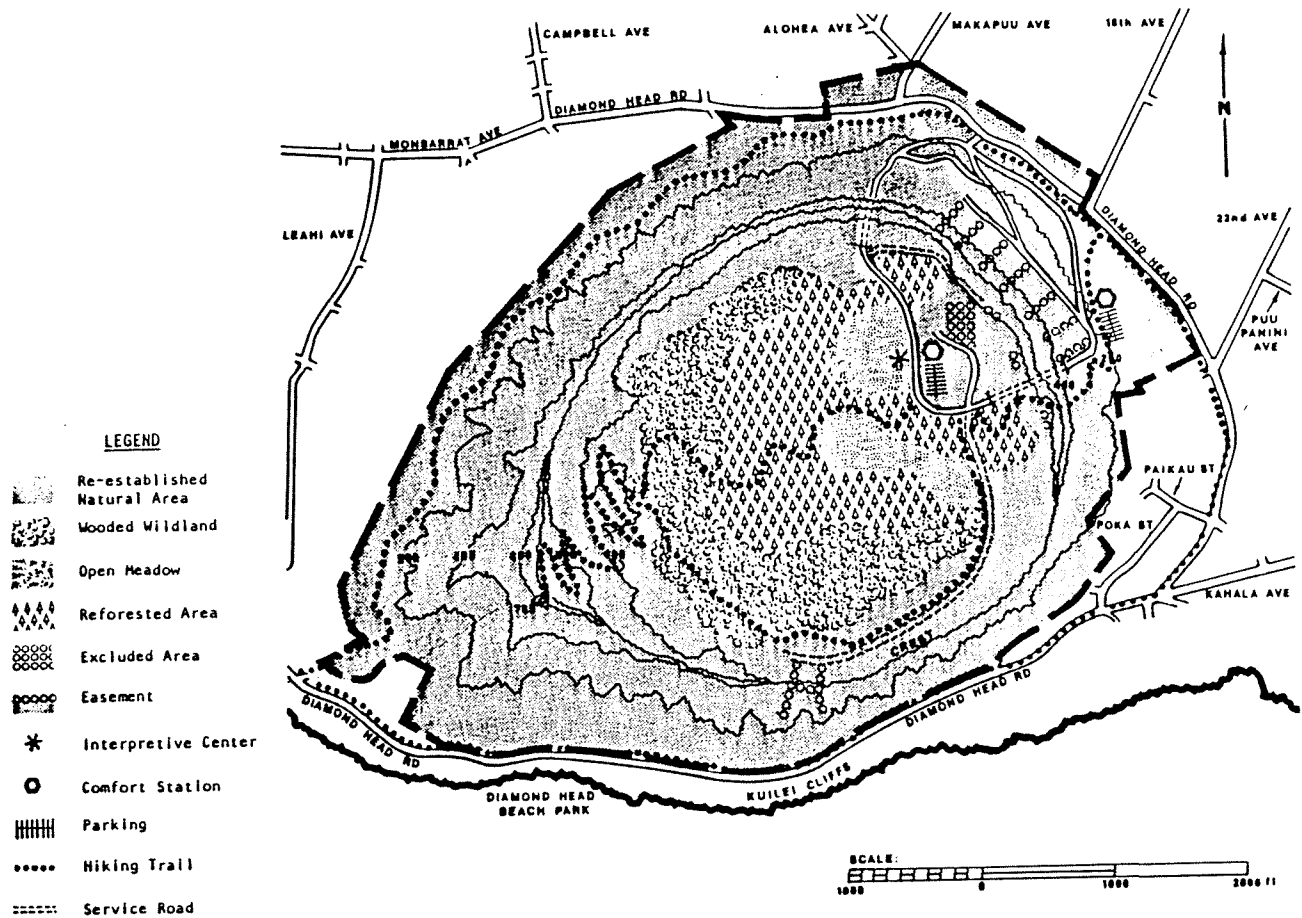 CAMPBELL AVE
ALOHEA AVE
MAKAPUU AVE
18th AVE
DIAMOND HEAD RD
MONSARRAT AVE
N
LEAHI AVE
DIAMOND HEAD RD
22nd AVE
PUU
PANINI
AVE
PAIKAU ST
POKA ST
KAHALA AVE
CREST
DIAMOND HEAD RD
DIAMOND HEAD RD
KUILEI CLIFFS
DIAMOND HEAD
BEACH PARK
LEGEND
Re-established
Natural Area
Wooded Wildland
Open Meadow
Reforested Area
Excluded Area
Easement
Interpretive Center
Comfort Station
Parking
Hiking Trail
Service Road
SCALE:
1000
0
1000
2000 ft